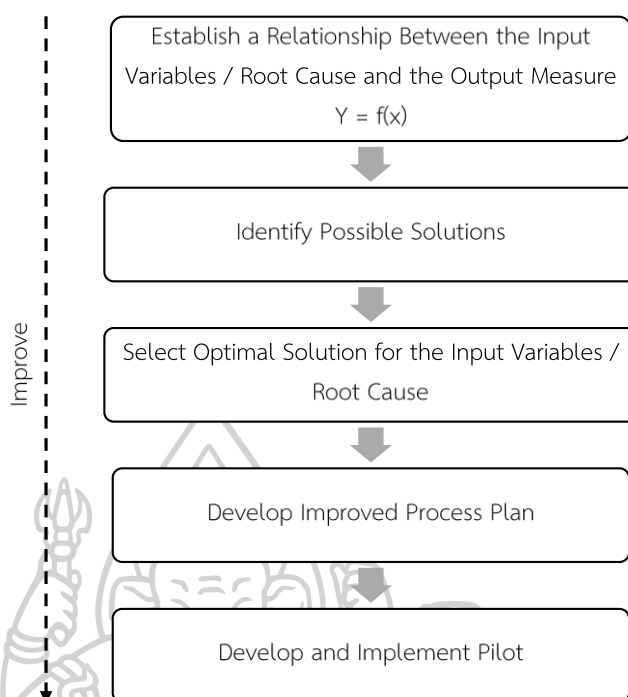 Establish a Relationship Between the Input
Variables / Root Cause and the Output Measure
Y = f(x)
Identify Possible Solutions
Improve
Select Optimal Solution for the Input Variables /
Root Cause
Develop Improved Process Plan
Develop and Implement Pilot